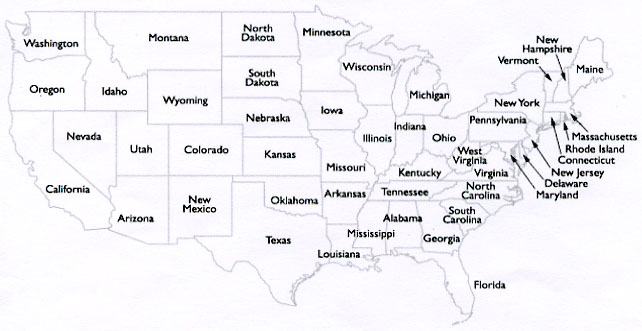 Washington
Montana
North
Dakota
Minnesota
New
Hampshire
Vermont
Maine
Oregon
Idaho
Wyoming
South
Dakota
Wisconsin
Michigan
New York
Nebraska
Iowa
Illinois
Indiana
Ohio
Pennsylvania
Massachusetts
Rhode Island
Connecticut
New Jersey
Delaware
Maryland
Nevada
Utah
Colorado
Kansas
Missouri
Kentucky
West
Virginia
Virginia
California
Arizona
New
Mexico
Oklahoma
Arkansas
Tennessee
North
Carolina
South
Carolina
Texas
Louisiana
Mississippi
Alabama
Georgia
Florida